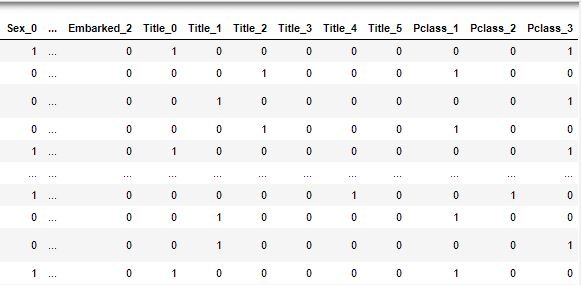 Sex_0 ... Embarked_2 Title_0 Title_1 Title_2 Title_3 Title_4 Title_5 Pclass_1 Pclass_2 Pclass_3
1 ... 0 1 0 0 0 0 0 0 0 1
0 ... 0 0 0 1 0 0 0 1 0 0
0 ... 0 0 1 0 0 0 0 0 0 1
0 ... 0 0 0 1 0 0 0 1 0 0
1 ... 0 1 0 0 0 0 0 0 0 1
... ... ... ... ... ... ... ... ... ... ... ...
1 ... 0 0 0 0 0 1 0 0 1 0
0 ... 0 0 1 0 0 0 0 1 0 0
0 ... 0 0 1 0 0 0 0 0 0 1
1 ... 0 1 0 0 0 0 0 1 0 0